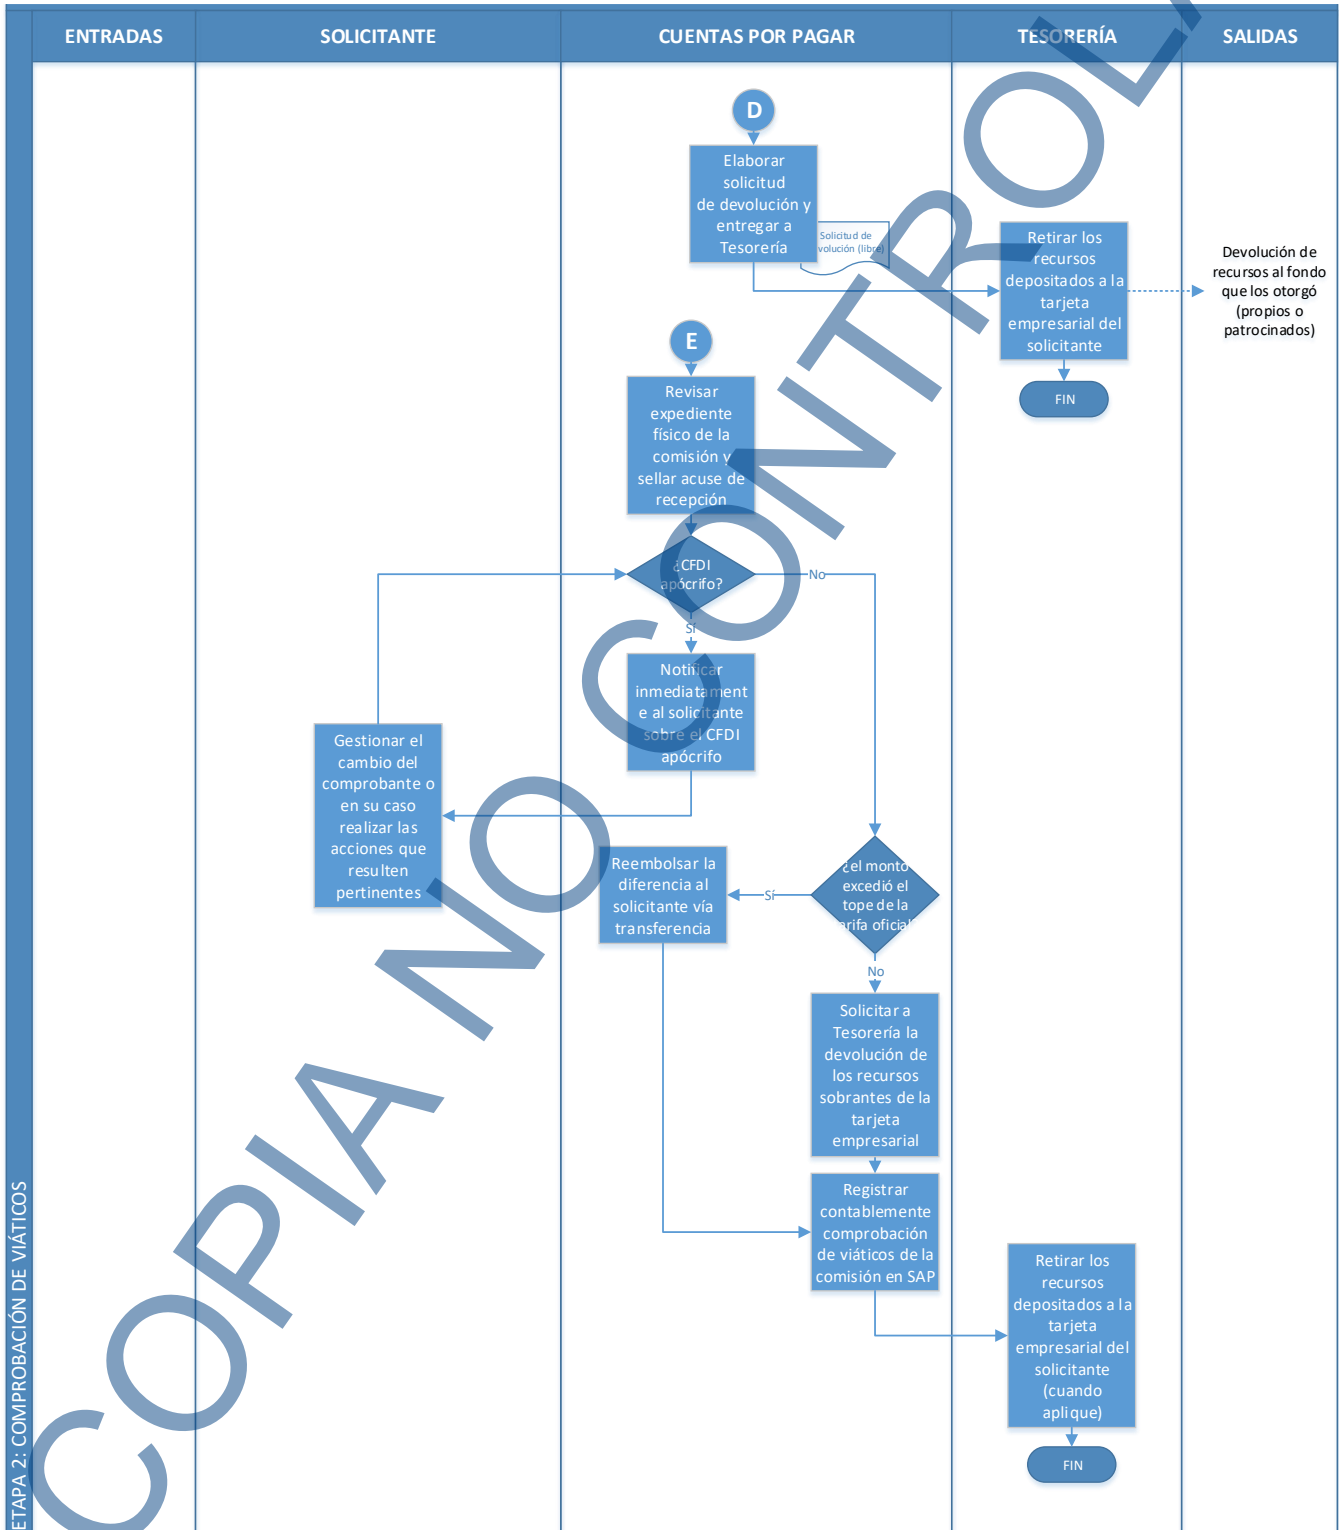 ENTRADAS
SOLICITANTE
CUENTAS POR PAGAR
TESORERÍA
SALIDAS
D
Elaborar
solicitud
de devolución y
entregar a
Tesorería
Solicitud de
volución (libre)
Retirar los
recursos
depositados a la
tarjeta
empresarial del
solicitante
Devolución de
recursos al fondo
que los otorgó
(propios o
patrocinados)
FIN
E
Revisar
expediente
físico de la
comisión y
sellar acuse de
recepción
¿CFDI
apócrifo?
No
Sí
Notificar
inmediatament
e al solicitante
sobre el CFDI
apócrifo
Gestionar el
cambio del
comprobante o
en su caso
realizar las
acciones que
resulten
pertinentes
¿el monto
excedió el
tope de la
arifa oficial
Sí
Reembolsar la
diferencia al
solicitante vía
transferencia
No
Solicitar a
Tesorería la
devolución de
los recursos
sobrantes de la
tarjeta
empresarial
Registrar
contablemente
comprobación
de viáticos de la
comisión en SAP
Retirar los
recursos
depositados a la
tarjeta
empresarial del
solicitante
(cuando
aplique)
FIN
ETAPA 2: COMPROBACIÓN DE VIÁTICOS
COPIA NO CONTROL